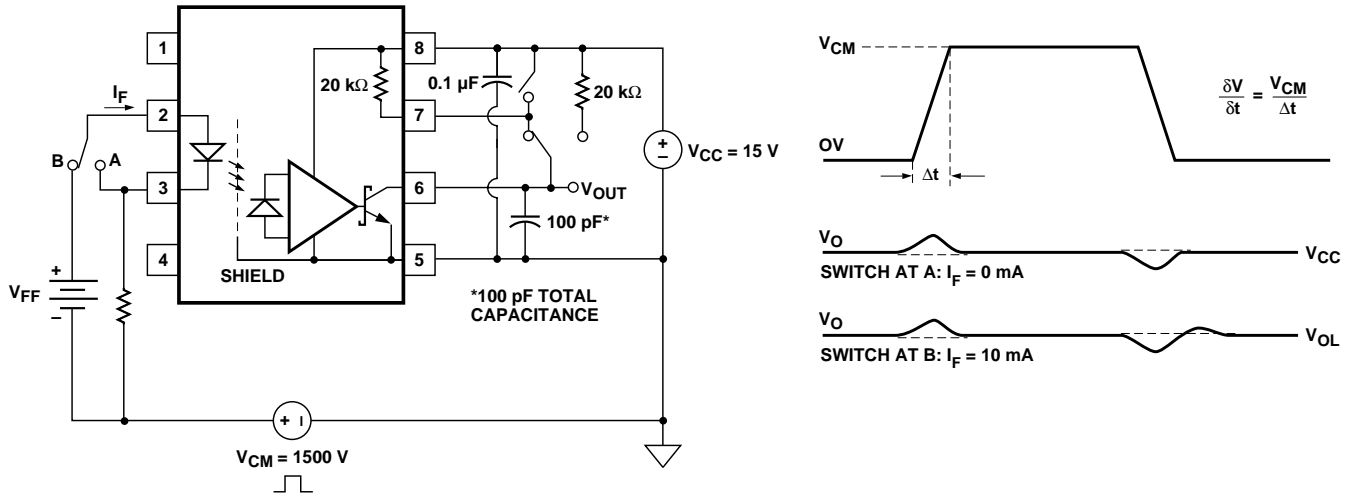 1
2
3
4
8
7
6
5
I_F
B
A
20 kΩ
SHIELD
0.1 µF
20 kΩ
V_CC = 15 V
V_OUT
100 pF*
*100 pF TOTAL
CAPACITANCE
+
V_FF
–
+
–
+ I
V_CM = 1500 V
V_CM
OV
Δt
δV/δt = V_CM/Δt
V_O
V_CC
SWITCH AT A: I_F = 0 mA
V_O
V_OL
SWITCH AT B: I_F = 10 mA